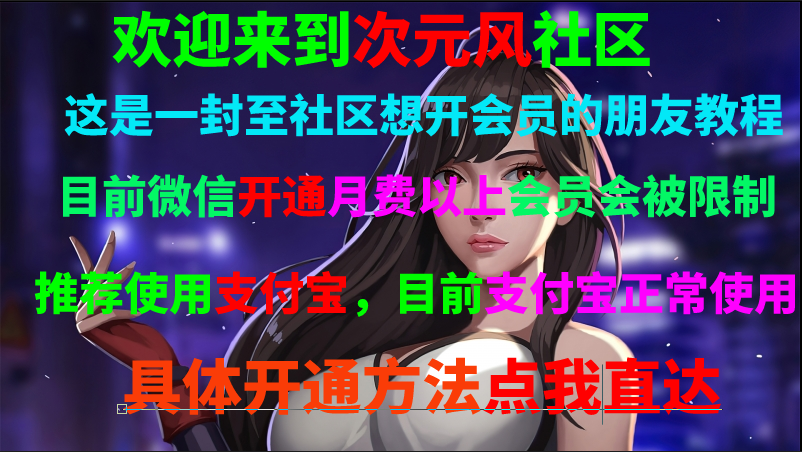 欢迎来到次元风社区
这是一封至社区想开会员的朋友教程
目前微信开通月费以上会员会被限制
推荐使用支付宝，目前支付宝正常使用
具体开通方法点我直达